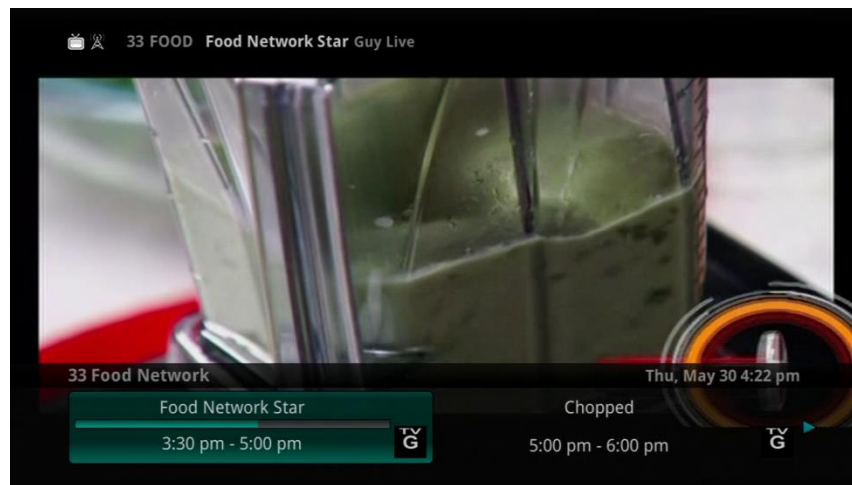 33 FOOD Food Network Star Guy Live
33 Food Network
Thu, May 30 4:22 pm
Food Network Star
3:30 pm - 5:00 pm
TV
G
Chopped
5:00 pm - 6:00 pm
TV
G